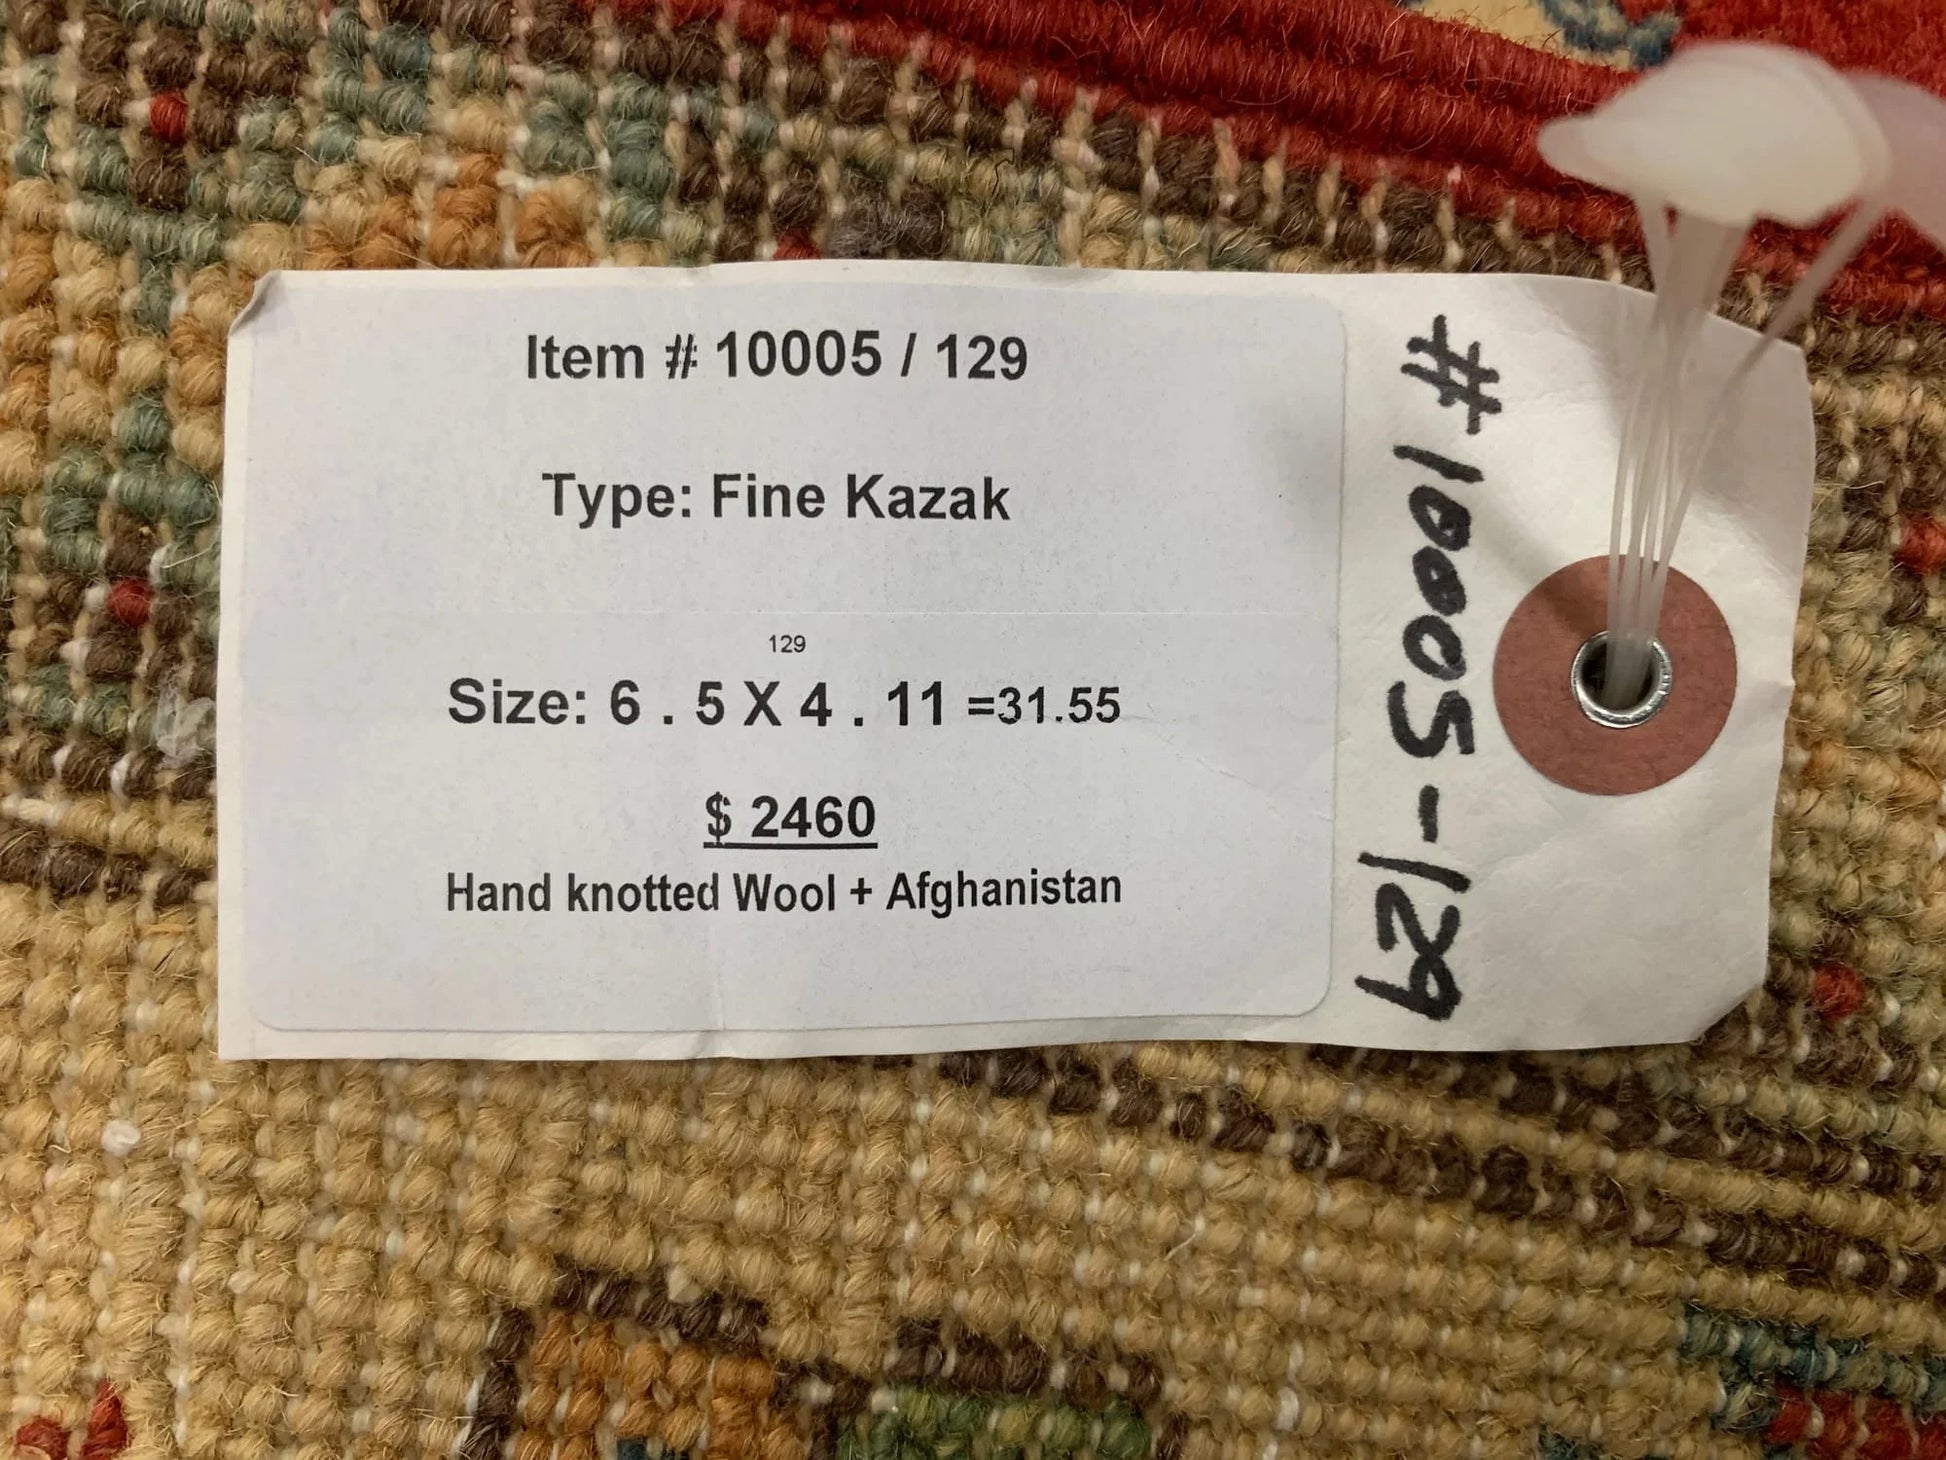 Item # 10005 / 129
Type: Fine Kazak
129
Size: 6 . 5 X 4 . 11 =31.55
$ 2460
Hand knotted Wool + Afghanistan
# 10005-129